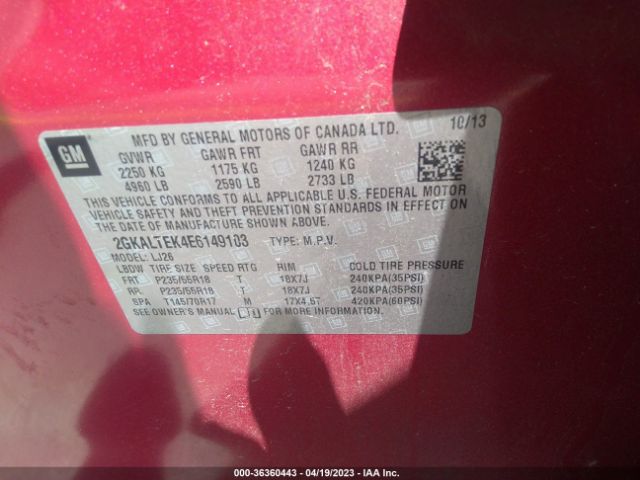 GM
MFD BY GENERAL MOTORS OF CANADA LTD. 10/13
GVWR GAWR FRT GAWR RR
2250 KG 1175 KG 1240 KG
4960 LB 2590 LB 2733 LB
THIS VEHICLE CONFORMS TO ALL APPLICABLE U.S. FEDERAL MOTOR
VEHICLE SAFETY AND THEFT PREVENTION STANDARDS IN EFFECT ON
THE DATE OF MANUFACTURE SHOWN ABOVE.
2GKALTEK4E6149103 TYPE: M.P.V.
MODEL: LJ26
LBDW TIRE SIZE SPEED RTG RIM COLD TIRE PRESSURE
FRT P235/55R18 T 18X7J 240KPA(35PSI)
RR P235/55R18 T 18X7J 240KPA(35PSI)
SPA T145/70R17 M 17X4.5T 420KPA(60PSI)
SEE OWNER'S MANUAL FOR MORE INFORMATION.
000-36360443 - 04/19/2023 - IAA Inc.